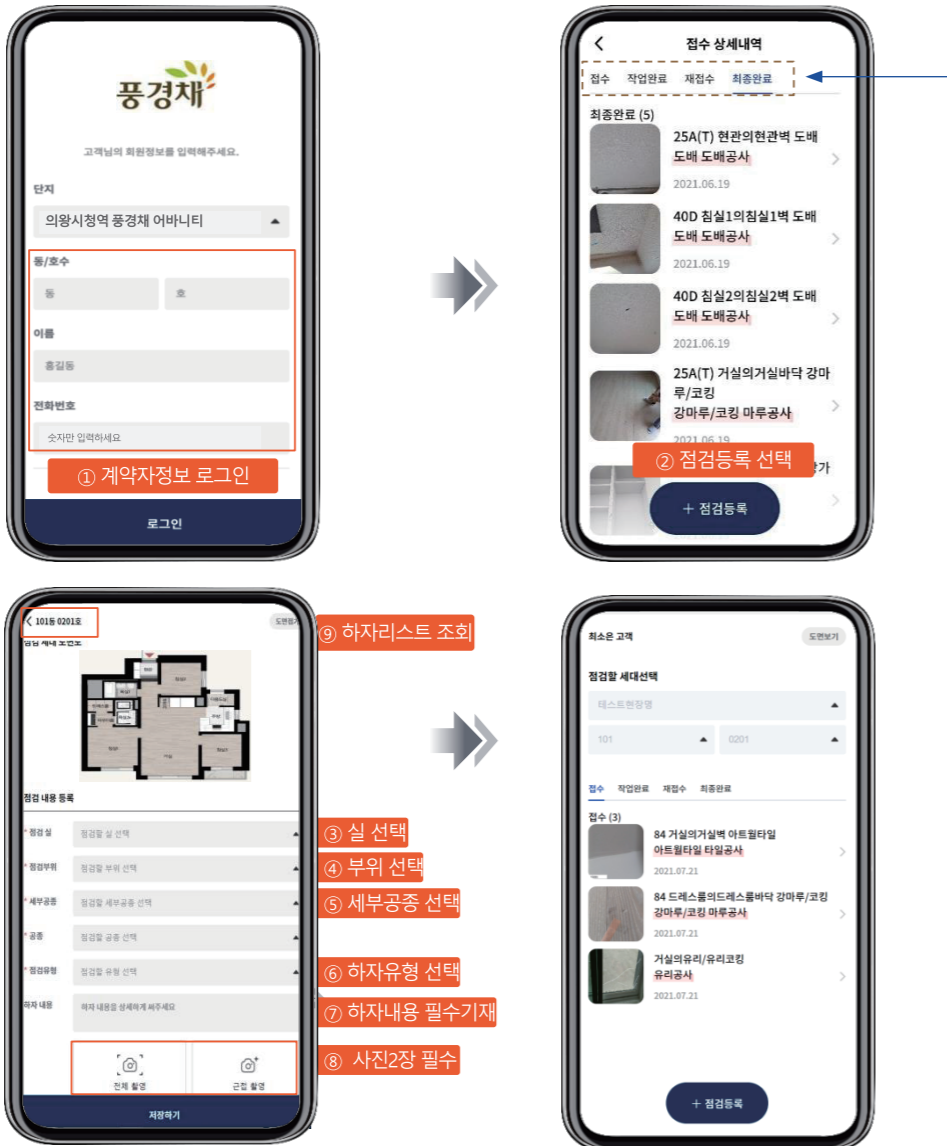 풍경채
고객님의 회원정보를 입력해주세요.
단지
의왕시청역 풍경채 어바니티
동/호수
동
호
이름
홍길동
전화번호
숫자만 입력하세요
① 계약자정보 로그인
로그인
접수 상세내역
접수 작업완료 재접수 최종완료
최종완료 (5)
25A(T) 현관의현관벽 도배
도배 도배공사
2021.06.19
40D 침실1의침실1벽 도배
도배 도배공사
2021.06.19
40D 침실2의침실2벽 도배
도배 도배공사
2021.06.19
25A(T) 거실의거실바닥 강마
루/코킹
강마루/코킹 마루공사
2021.06.19
② 점검등록 선택
+ 점검등록
101동 0201호
⑨ 하자리스트 조회
점검 세대 도면도
점검 내용 등록
* 점검실 점검할 실 선택
③ 실 선택
* 점검부위 점검할 부위 선택
④ 부위 선택
* 세부공종 점검할 세부공종 선택
⑤ 세부공종 선택
* 공종 점검할 공종 선택
* 점검유형 점검할 유형 선택
⑥ 하자유형 선택
하자 내용 하자 내용을 상세하게 써주세요
⑦ 하자내용 필수기재
⑧ 사진2장 필수
전체 촬영
근접 촬영
저장하기
최소은 고객
도면보기
점검할 세대선택
테스트현장명
101
0201
접수 작업완료 재접수 최종완료
접수 (3)
84 거실의거실벽 아트월타일
아트월타일 타일공사
2021.07.21
84 드레스룸의드레스룸바닥 강마루/코킹
강마루/코킹 마루공사
2021.07.21
거실의유리/유리코킹
유리공사
2021.07.21
+ 점검등록